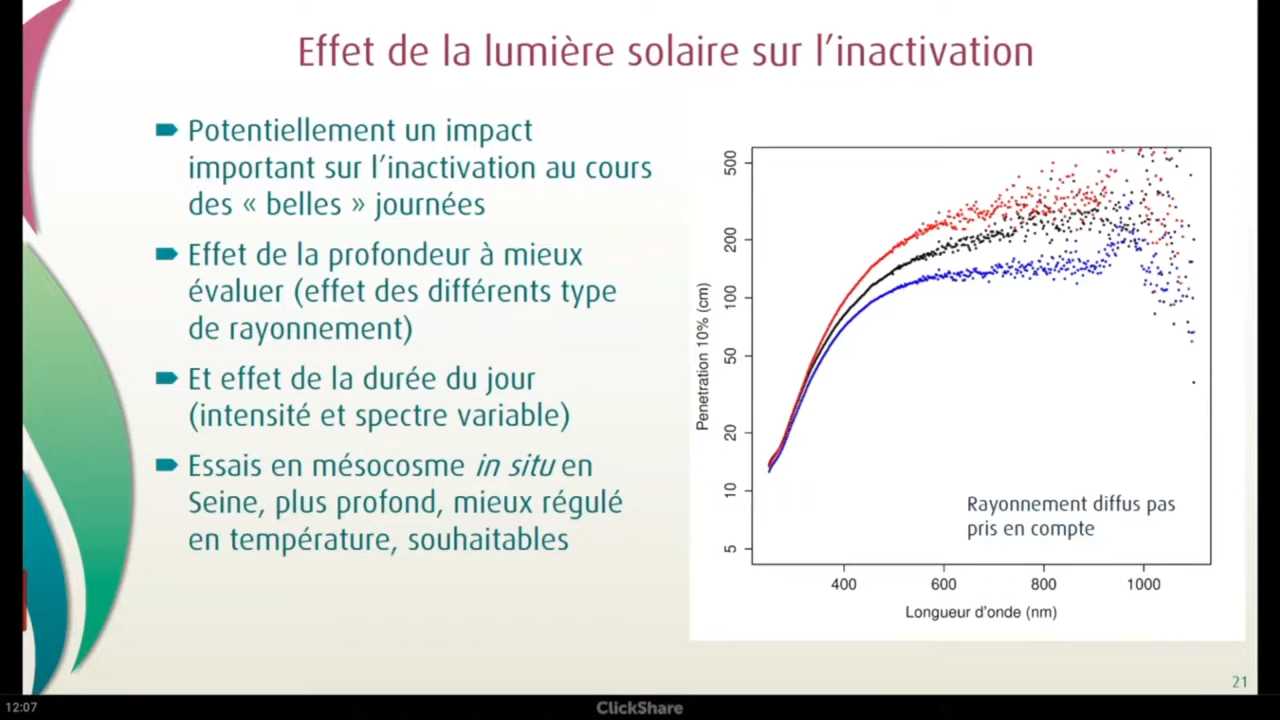 Effet de la lumière solaire sur l'inactivation
Potentiellement un impact
important sur l'inactivation au cours
des « belles » journées
Effet de la profondeur à mieux
évaluer (effet des différents type
de rayonnement)
Et effet de la durée du jour
(intensité et spectre variable)
Essais en mésocosme in situ en
Seine, plus profond, mieux régulé
en température, souhaitables
Penetration 10% (cm)
500
200
100
50
20
10
5
Rayonnement diffus pas
pris en compte
400 600 800 1000
Longueur d'onde (nm)
21
12:07
ClickShare